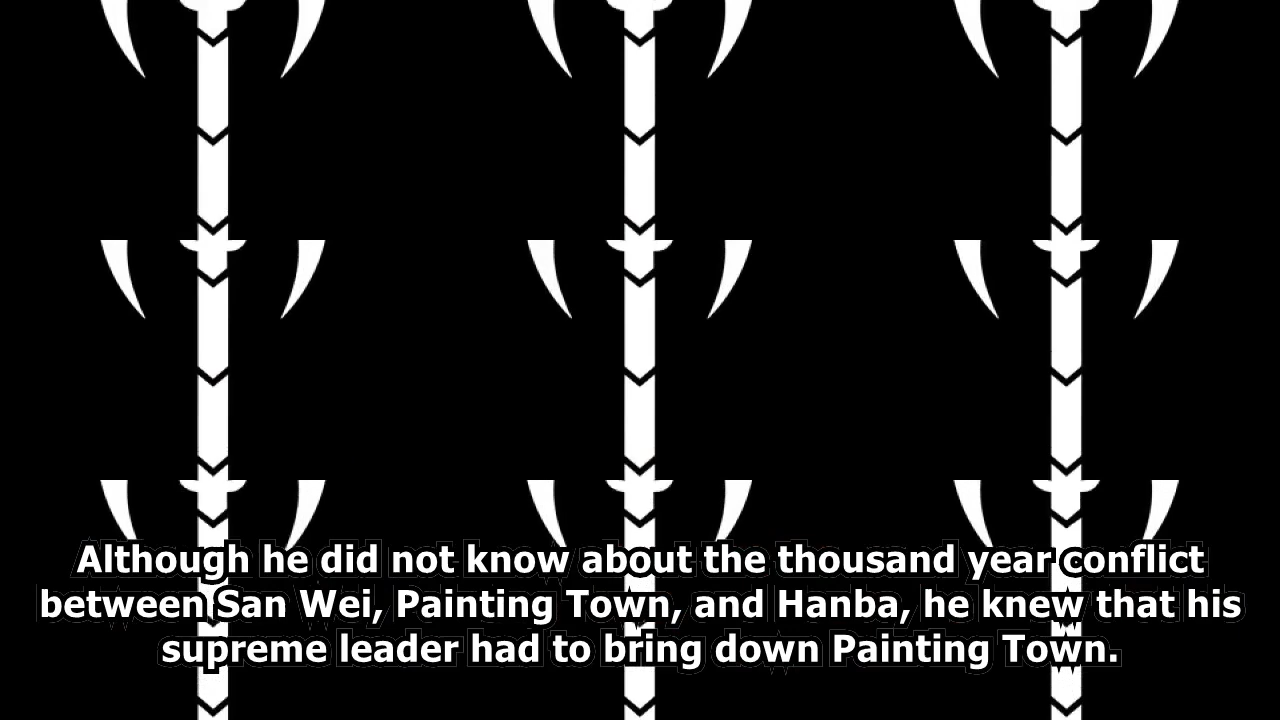 Although he did not know about the thousand year conflict
between San Wei, Painting Town, and Hanba, he knew that his
supreme leader had to bring down Painting Town.